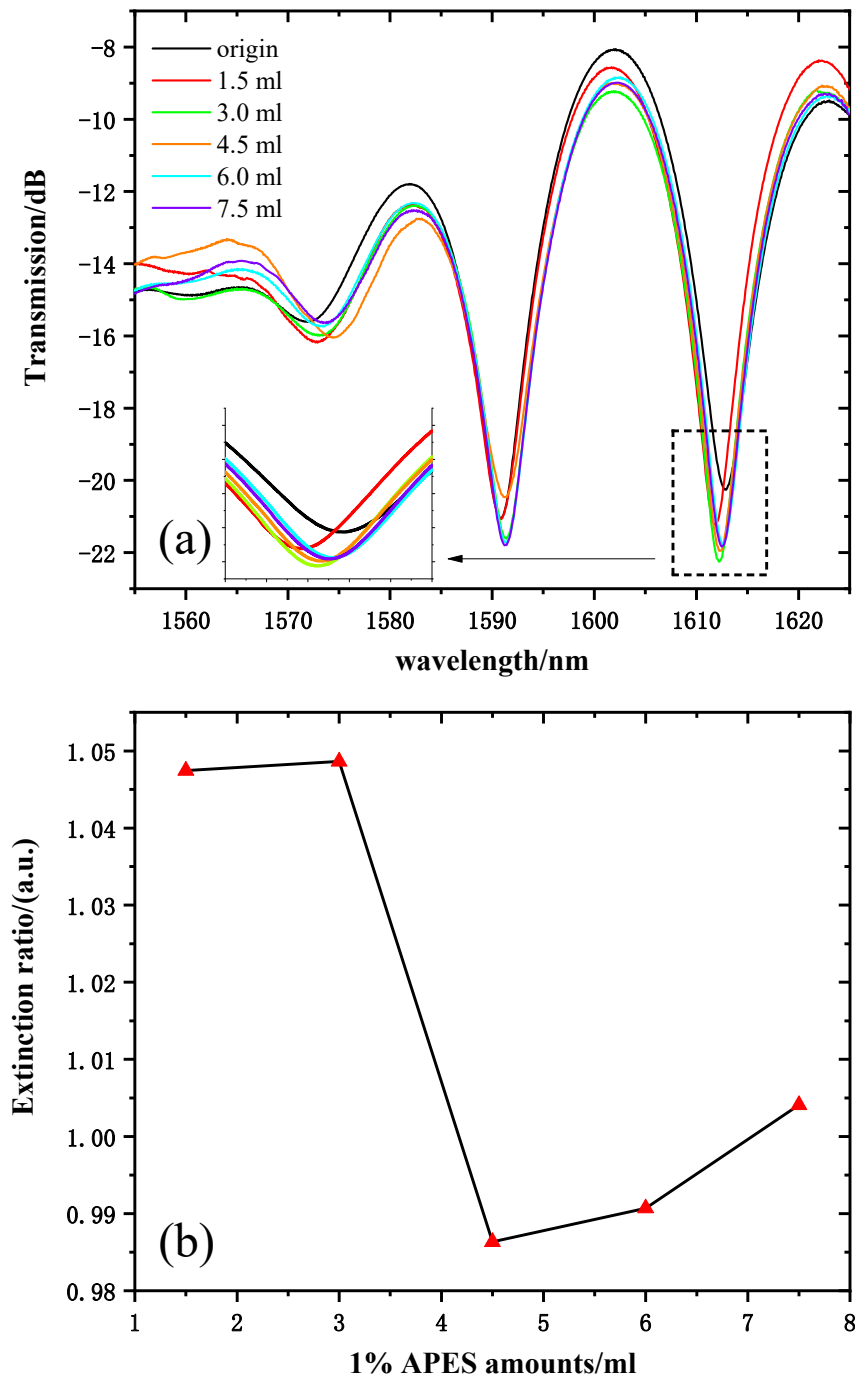 -8
-10
-12
-14
-16
-18
-20
-22
Transmission/dB
origin
1.5 ml
3.0 ml
4.5 ml
6.0 ml
7.5 ml
(a)
1560 1570 1580 1590 1600 1610 1620
wavelength/nm
1.05
1.04
1.03
1.02
1.01
1.00
0.99
0.98
Extinction ratio/(a.u.)
(b)
1 2 3 4 5 6 7 8
1% APES amounts/ml